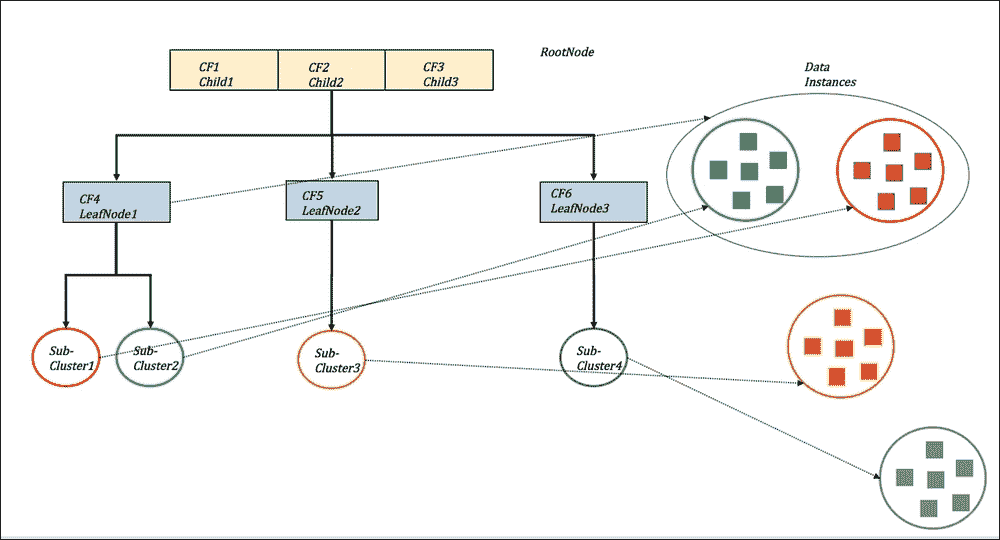 RootNode
CF1
Child1
CF2
Child2
CF3
Child3
Data
Instances
CF4
LeafNode1
CF5
LeafNode2
CF6
LeafNode3
Sub-
Cluster1
Sub-
Cluster2
Sub-
Cluster3
Sub-
Cluster4